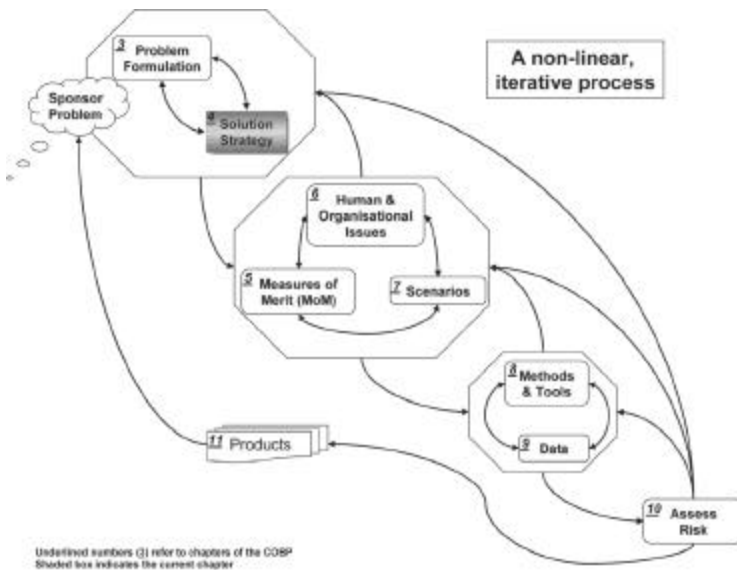 A non-linear,
iterative process
3
Problem
Formulation
Sponsor
Problem
4
Solution
Strategy
6
Human &
Organisational
Issues
5
Measures of
Merit (MoM)
7
Scenarios
8
Methods
& Tools
9
Data
11
Products
10
Assess
Risk
Underlined numbers (3) refer to chapters of the COBP
Shaded box indicates the current chapter